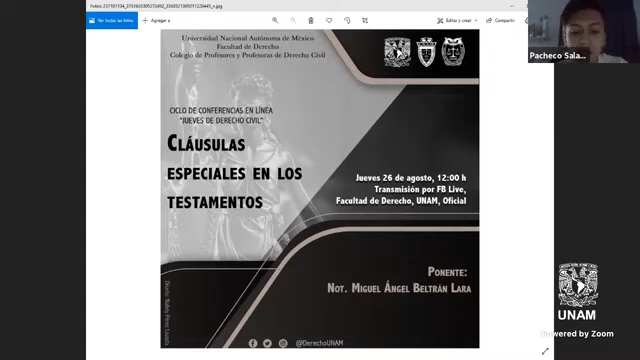 Fotos: 237181194_3701820305272492_2360521305011220445_n.jpg
Ver todas las fotos
Agregar a
Editar y crear
Compartir
Universidad Nacional Autónoma de México
Facultad de Derecho
Colegio de Profesores y Profesoras de Derecho Civil
CICLO DE CONFERENCIAS EN LÍNEA
"JUEVES DE DERECHO CIVIL"
CLÁUSULAS
ESPECIALES EN LOS
TESTAMENTOS
Jueves 26 de agosto, 12:00 h
Transmisión por FB Live,
Facultad de Derecho, UNAM, Oficial
PONENTE:
NOT. MIGUEL ÁNGEL BELTRÁN LARA
@DerechoUNAM
Pacheco Sala...
UNAM
Powered by Zoom